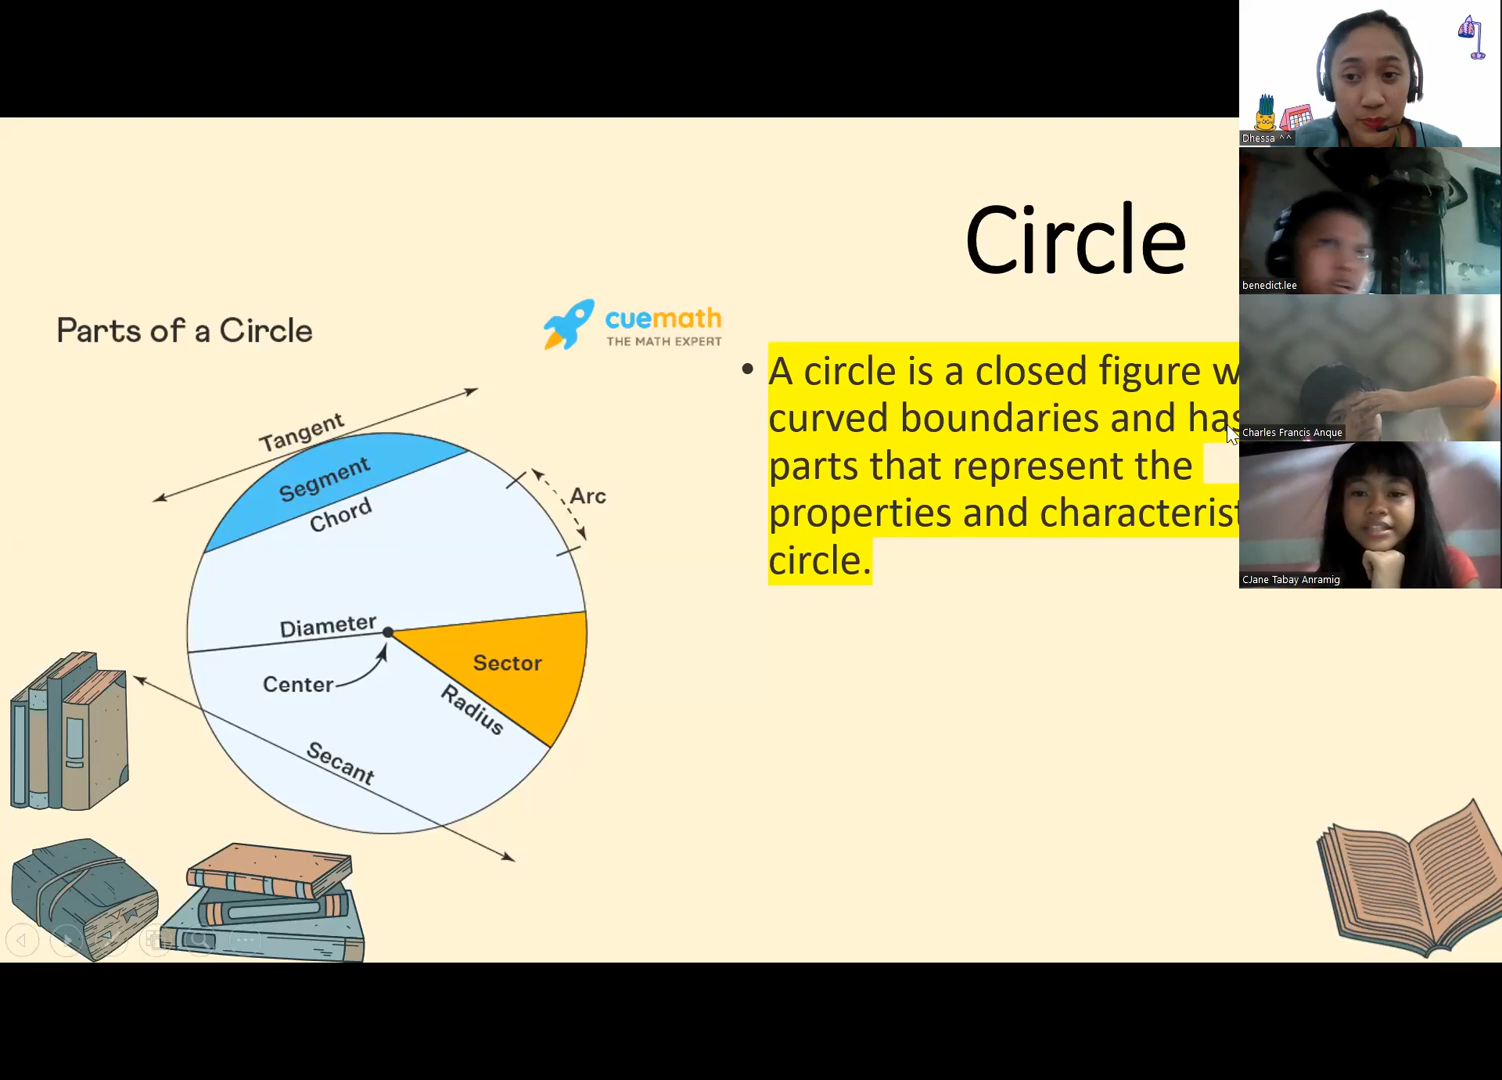 Circle
Parts of a Circle
cuemath
THE MATH EXPERT
Tangent
Segment
Chord
Arc
Diameter
Center
Sector
Radius
Secant
• A circle is a closed figure
curved boundaries and has
parts that represent the
properties and
circle.
Dhessa ^^
benedict.lee
Charles Francis Anque
CJane Tabay Anramig